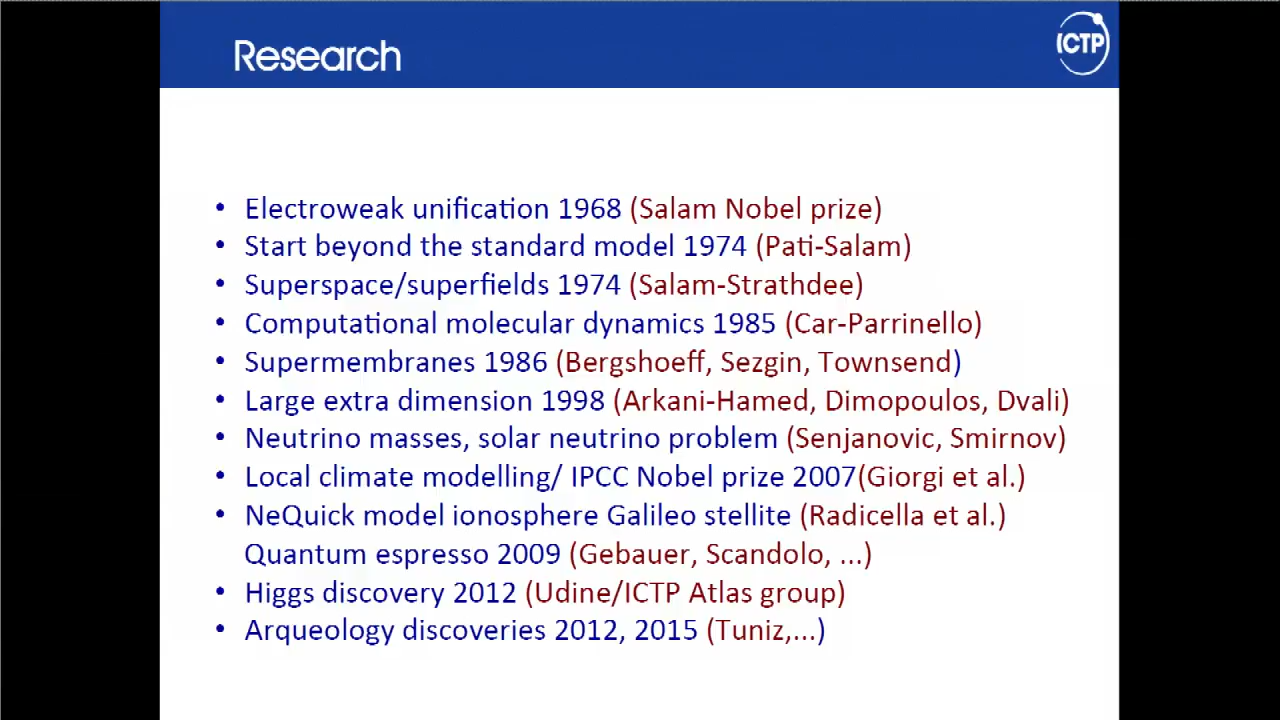 Research
ICTP
• Electroweak unification 1968 (Salam Nobel prize)
• Start beyond the standard model 1974 (Pati-Salam)
• Superspace/superfields 1974 (Salam-Strathdee)
• Computational molecular dynamics 1985 (Car-Parrinello)
• Supermembranes 1986 (Bergshoeff, Sezgin, Townsend)
• Large extra dimension 1998 (Arkani-Hamed, Dimopoulos, Dvali)
• Neutrino masses, solar neutrino problem (Senjanovic, Smirnov)
• Local climate modelling/ IPCC Nobel prize 2007(Giorgi et al.)
• NeQuick model ionosphere Galileo stellite (Radicella et al.)
Quantum espresso 2009 (Gebauer, Scandolo, ...)
• Higgs discovery 2012 (Udine/ICTP Atlas group)
• Arqueology discoveries 2012, 2015 (Tuniz,...)